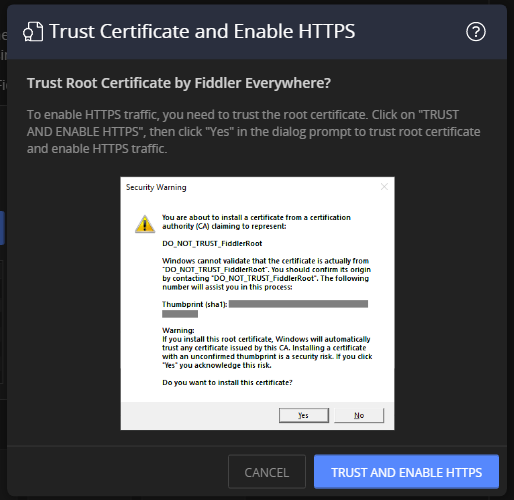 Trust Certificate and Enable HTTPS
Trust Root Certificate by Fiddler Everywhere?
To enable HTTPS traffic, you need to trust the root certificate. Click on "TRUST
AND ENABLE HTTPS", then click "Yes" in the dialog prompt to trust root certificate
and enable HTTPS traffic.
Security Warning
You are about to install a certificate from a certification
authority (CA) claiming to represent:
DO_NOT_TRUST_FiddlerRoot
Windows cannot validate that the certificate is actually from
"DO_NOT_TRUST_FiddlerRoot". You should confirm its origin
by contacting "DO_NOT_TRUST_FiddlerRoot". The following
number will assist you in this process:
Thumbprint (sha1):
Warning:
If you install this root certificate, Windows will automatically
trust any certificate issued by this CA. Installing a certificate
with an unconfirmed thumbprint is a security risk. If you click
"Yes" you acknowledge this risk.
Do you want to install this certificate?
Yes No
CANCEL TRUST AND ENABLE HTTPS